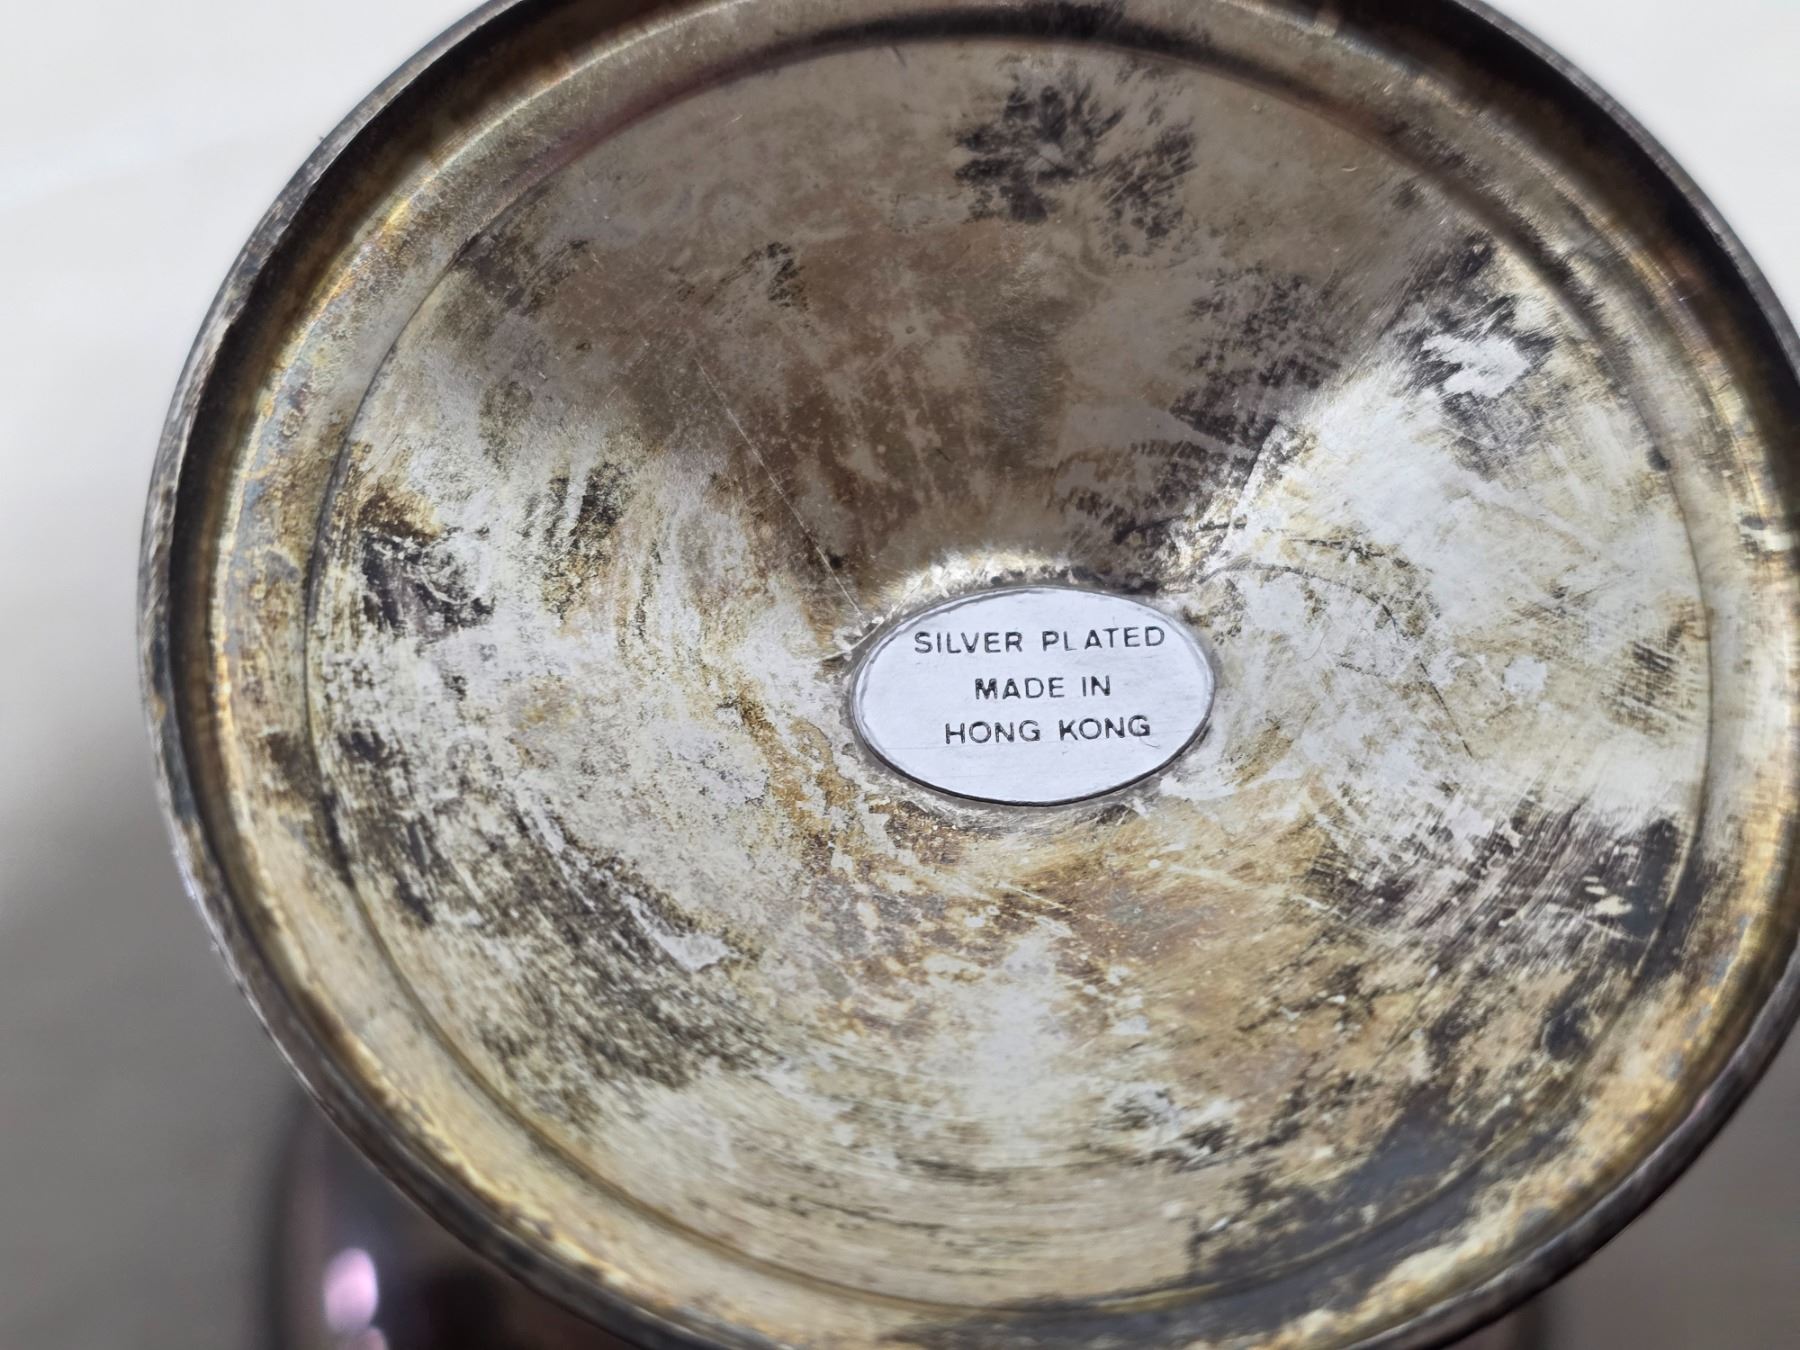 SILVER PLATED
MADE IN
HONG KONG